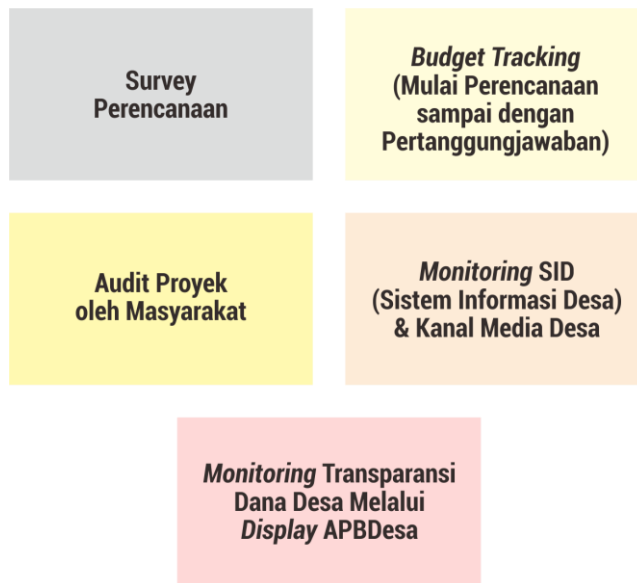 Survey
Perencanaan
Budget Tracking
(Mulai Perencanaan
sampai dengan
Pertanggungjawaban)
Audit Proyek
oleh Masyarakat
Monitoring SID
(Sistem Informasi Desa)
& Kanal Media Desa
Monitoring Transparansi
Dana Desa Melalui
Display APBDesa